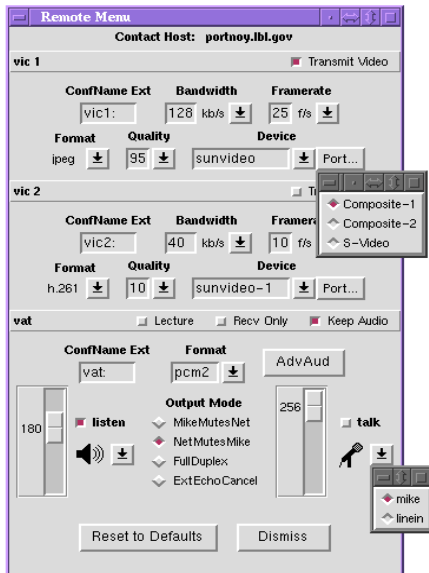 Remote Menu
Contact Host: portnoy.lbl.gov
vic 1 Transmit Video
ConfName Ext Bandwidth Framerate
vic1: 128 kb/s 25 f/s
Format Quality Device
jpeg 95 sunvideo Port...
vic 2
Composite-1
Composite-2
S-Video
ConfName Ext Bandwidth
vic2: 40 kb/s 10 f/s
Format Quality Device
h.261 10 sunvideo-1 Port...
vat Lecture Recv Only Keep Audio
ConfName Ext Format
vat: pcm2 AdvAud
Output Mode
180 listen MikeMutesNet 256 talk
NetMutesMike
FullDuplex
ExtEchoCancel
mike
linein
Reset to Defaults Dismiss